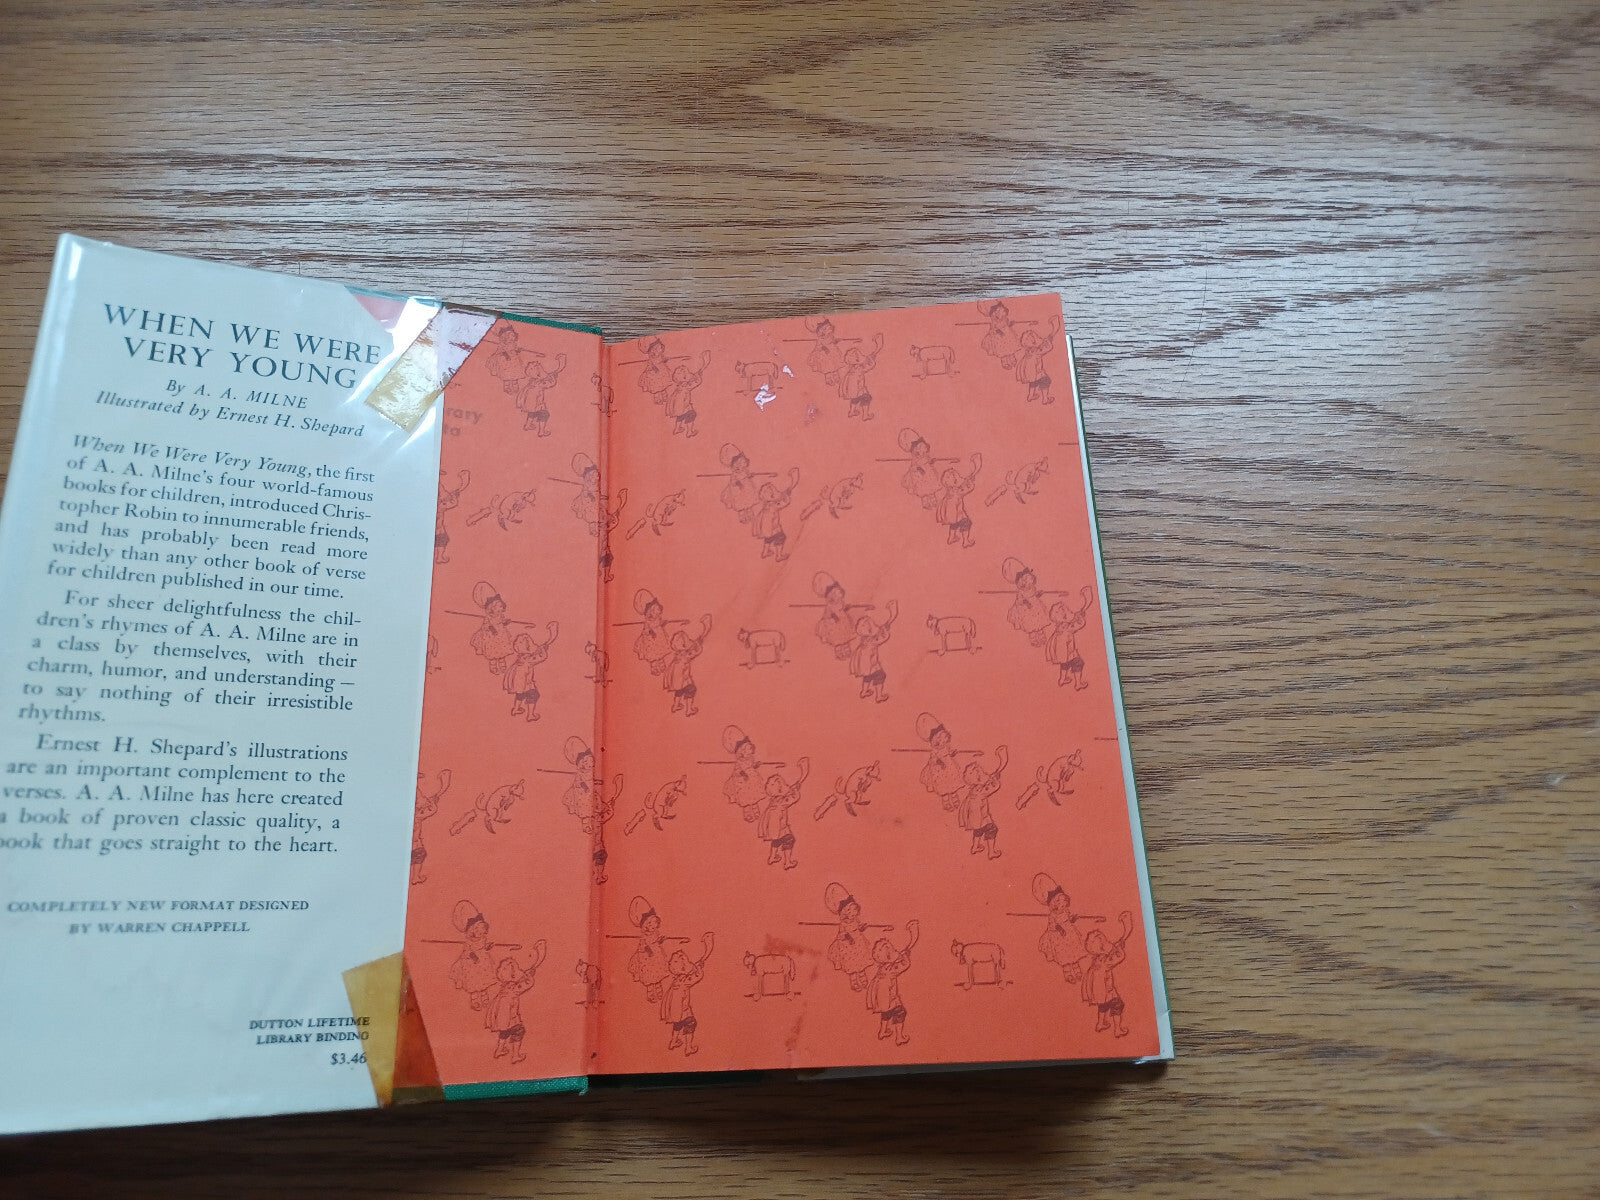 WHEN WE WERE
VERY YOUNG
By A. A. MILNE
Illustrated by Ernest H. Shepard
When We Were Very Young, the first
of A. A. Milne's four world-famous
books for children, introduced Chris-
topher Robin to innumerable friends,
and has probably been read more
widely than any other book of verse
for children published in our time.
For sheer delightfulness the chil-
dren's rhymes of A. A. Milne are in
a class by themselves, with their
charm, humor, and understanding —
to say nothing of their irresistible
rhythms.
Ernest H. Shepard's illustrations
are an important complement to the
verses. A. A. Milne has here created
a book of proven classic quality, a
book that goes straight to the heart.
COMPLETELY NEW FORMAT DESIGNED
BY WARREN CHAPPELL
DUTTON LIFETIME
LIBRARY BINDING
$3.46